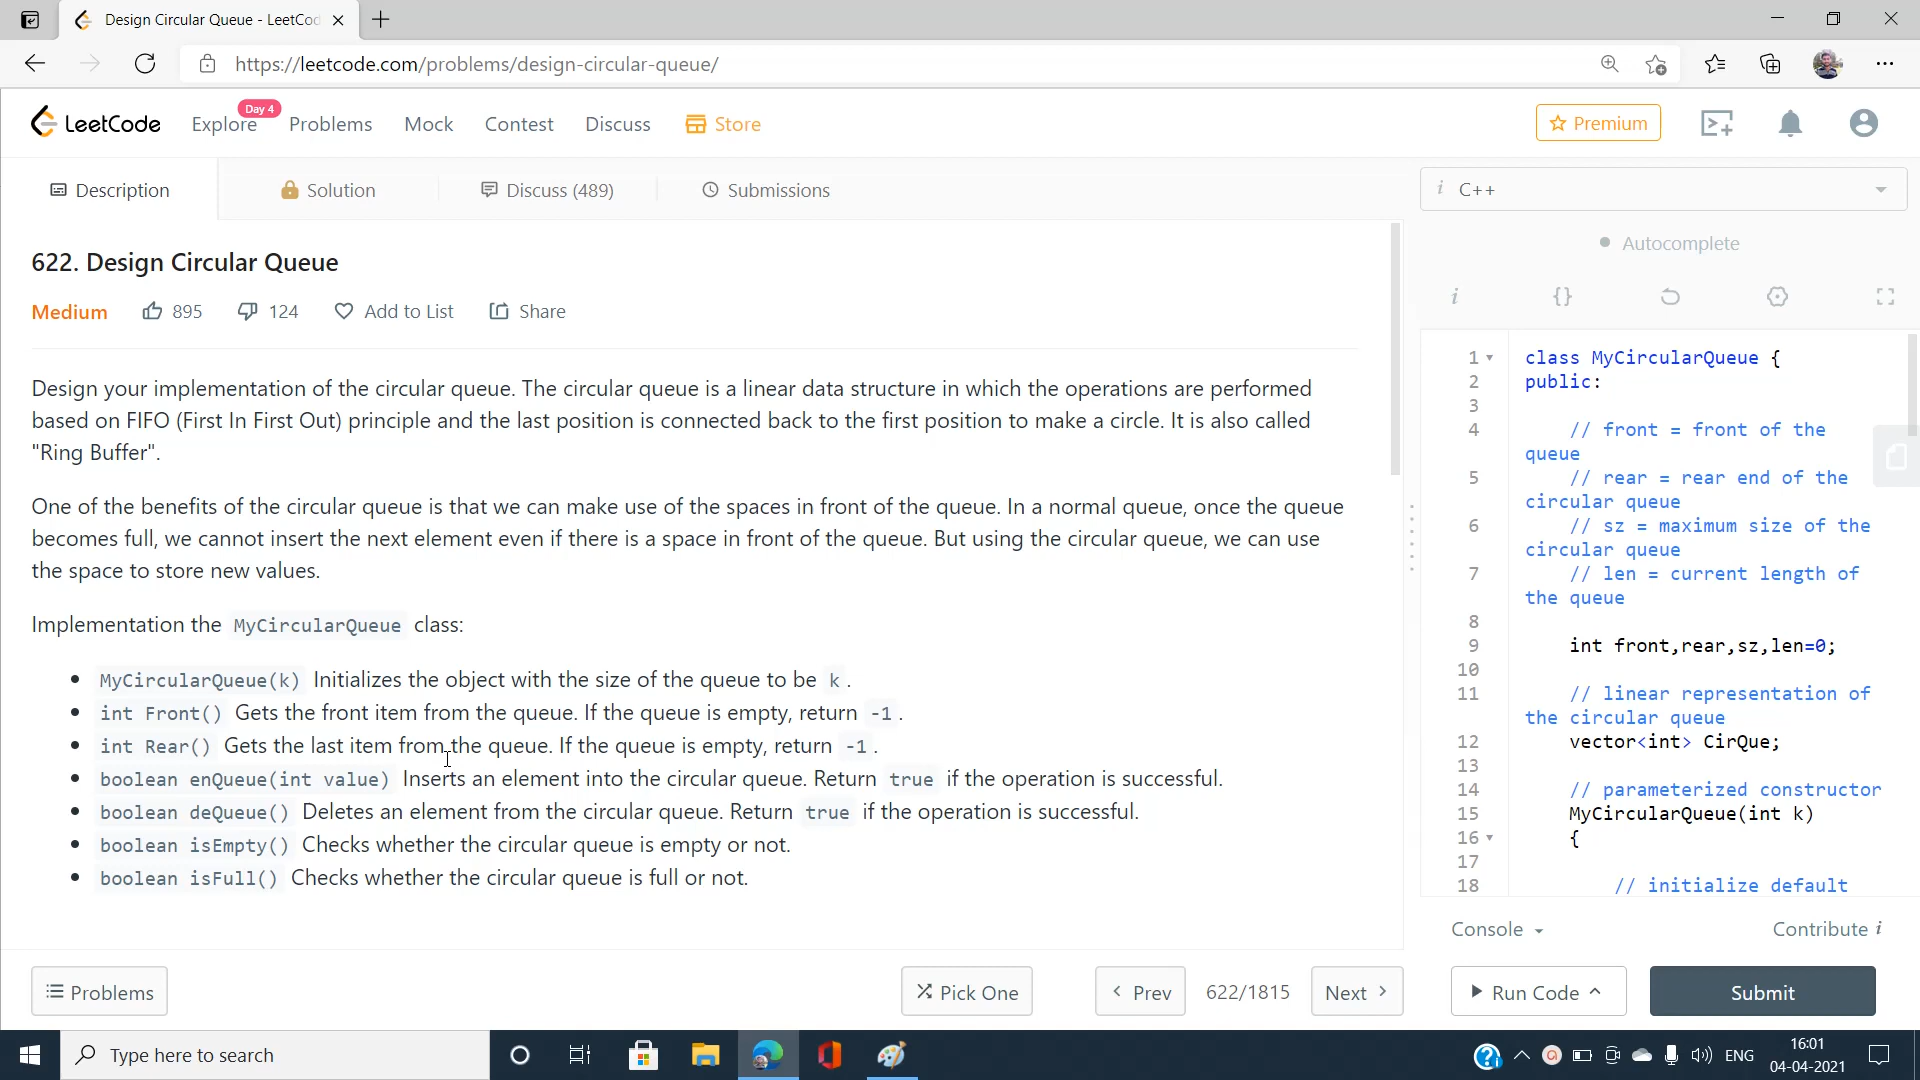 Design Circular Queue - LeetCod
https://leetcode.com/problems/design-circular-queue/
LeetCode
Explore
Day 4
Problems
Mock
Contest
Discuss
Store
Premium
Description
Solution
Discuss (489)
Submissions
i C++
Autocomplete
622. Design Circular Queue
Medium
895
124
Add to List
Share
i
{}
Design your implementation of the circular queue. The circular queue is a linear data structure in which the operations are performed
based on FIFO (First In First Out) principle and the last position is connected back to the first position to make a circle. It is also called
"Ring Buffer".
One of the benefits of the circular queue is that we can make use of the spaces in front of the queue. In a normal queue, once the queue
becomes full, we cannot insert the next element even if there is a space in front of the queue. But using the circular queue, we can use
the space to store new values.
Implementation the MyCircularQueue class:
MyCircularQueue(k) Initializes the object with the size of the queue to be k .
int Front() Gets the front item from the queue. If the queue is empty, return -1 .
int Rear() Gets the last item from the queue. If the queue is empty, return -1 .
boolean enQueue(int value) Inserts an element into the circular queue. Return true if the operation is successful.
boolean deQueue() Deletes an element from the circular queue. Return true if the operation is successful.
boolean isEmpty() Checks whether the circular queue is empty or not.
boolean isFull() Checks whether the circular queue is full or not.
1 class MyCircularQueue {
2 public:
3
4 // front = front of the
queue
5 // rear = rear end of the
circular queue
6 // sz = maximum size of the
circular queue
7 // len = current length of
the queue
8
9 int front,rear,sz,len=0;
10
11 // linear representation of
the circular queue
12 vector<int> CirQue;
13
14 // parameterized constructor
15 MyCircularQueue(int k)
16 {
17
18 // initialize default
Console
Contribute i
Problems
Pick One
Prev
622/1815
Next
Run Code
Submit
Type here to search
ENG
16:01
04-04-2021